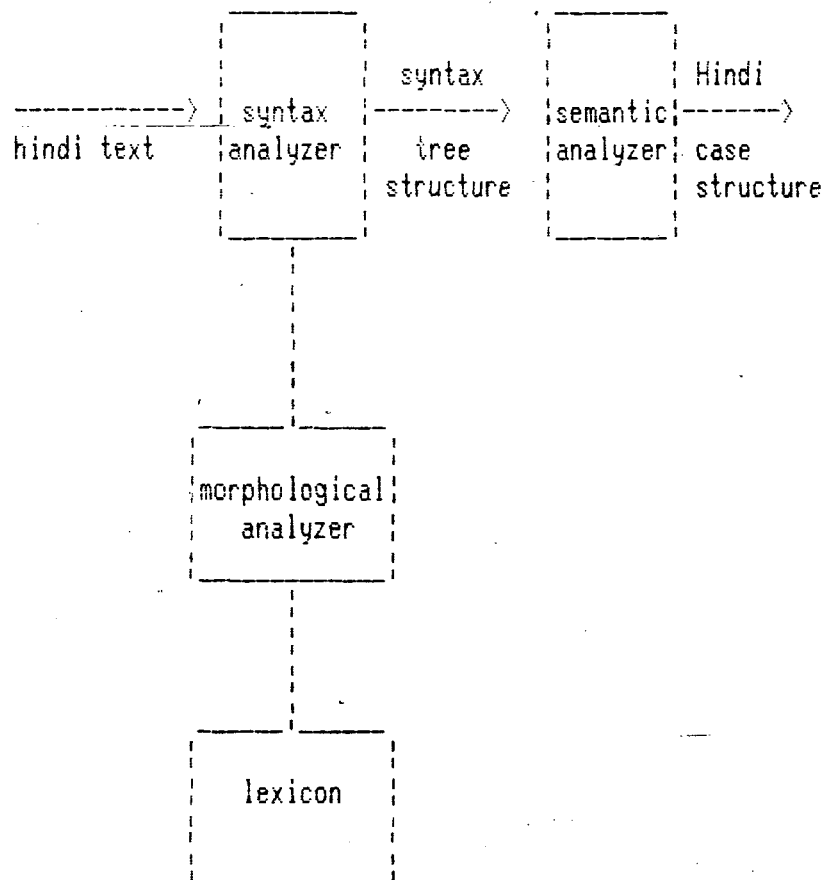 syntax
Hindi
hindi text
syntax
analyzer
tree
structure
semantic
analyzer
case
structure
morphological
analyzer
lexicon